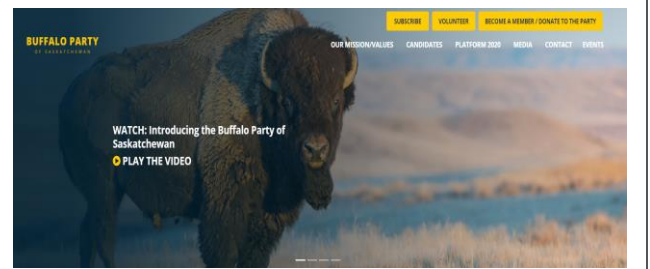 SUBSCRIBE VOLUNTEER BECOME A MEMBER / DONATE TO THE PARTY
BUFFALO PARTY
OF SASKATCHEWAN
OUR MISSION/VALUES CANDIDATES PLATFORM 2020 MEDIA CONTACT EVENTS
WATCH: Introducing the Buffalo Party of
Saskatchewan
PLAY THE VIDEO